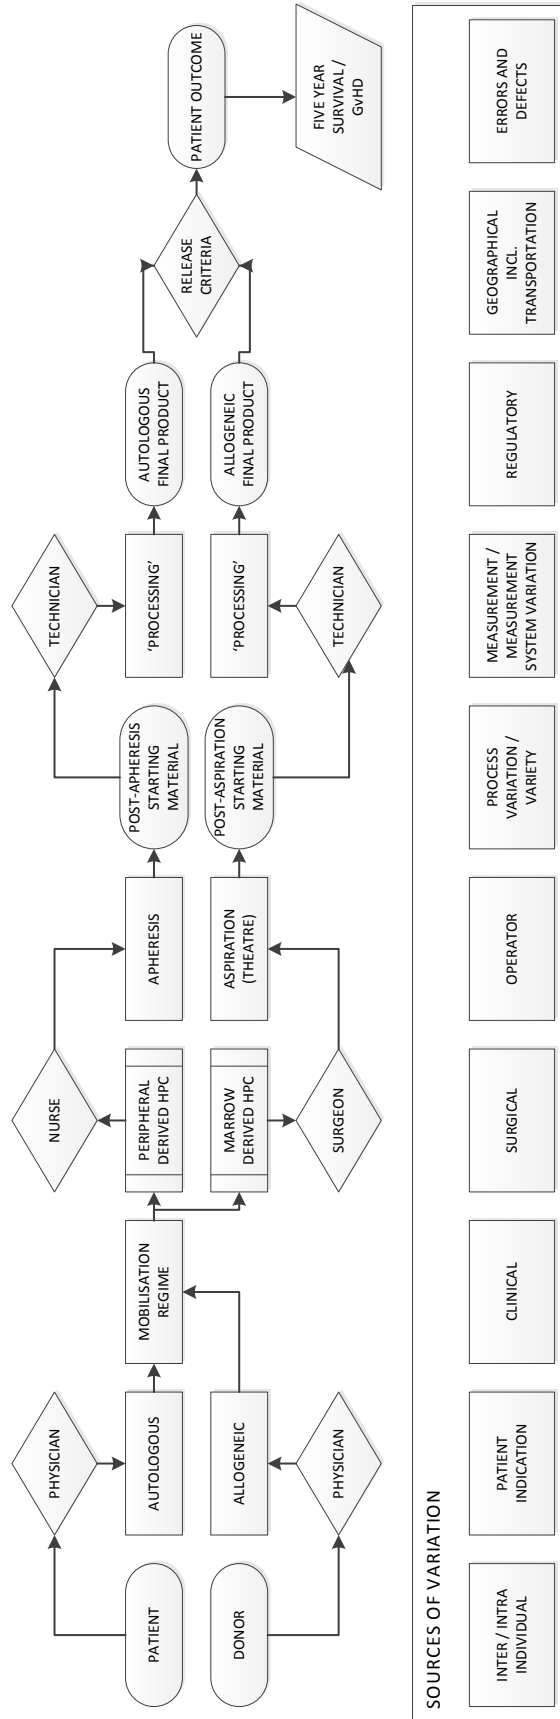 PATIENT
DONOR
PHYSICIAN
PHYSICIAN
AUTOLOGOUS
ALLOGENEIC
MOBILISATION
REGIME
NURSE
PERIPHERAL
DERIVED HPC
MARROW
DERIVED HPC
SURGEON
APHERESIS
ASPIRATION
(THEATRE)
POST-APHERESIS
STARTING
MATERIAL
POST-ASPIRATION
STARTING
MATERIAL
TECHNICIAN
'PROCESSING'
'PROCESSING'
TECHNICIAN
AUTOLOGOUS
FINAL PRODUCT
ALLOGENEIC
FINAL PRODUCT
RELEASE
CRITERIA
PATIENT OUTCOME
FIVE YEAR
SURVIVAL /
GvHD
SOURCES OF VARIATION
INTER / INTRA
INDIVIDUAL
PATIENT
INDICATION
CLINICAL
SURGICAL
OPERATOR
PROCESS
VARIATION /
VARIETY
MEASUREMENT /
MEASUREMENT
SYSTEM VARIATION
REGULATORY
GEOGRAPHICAL
INCL.
TRANSPORTATION
ERRORS AND
DEFECTS